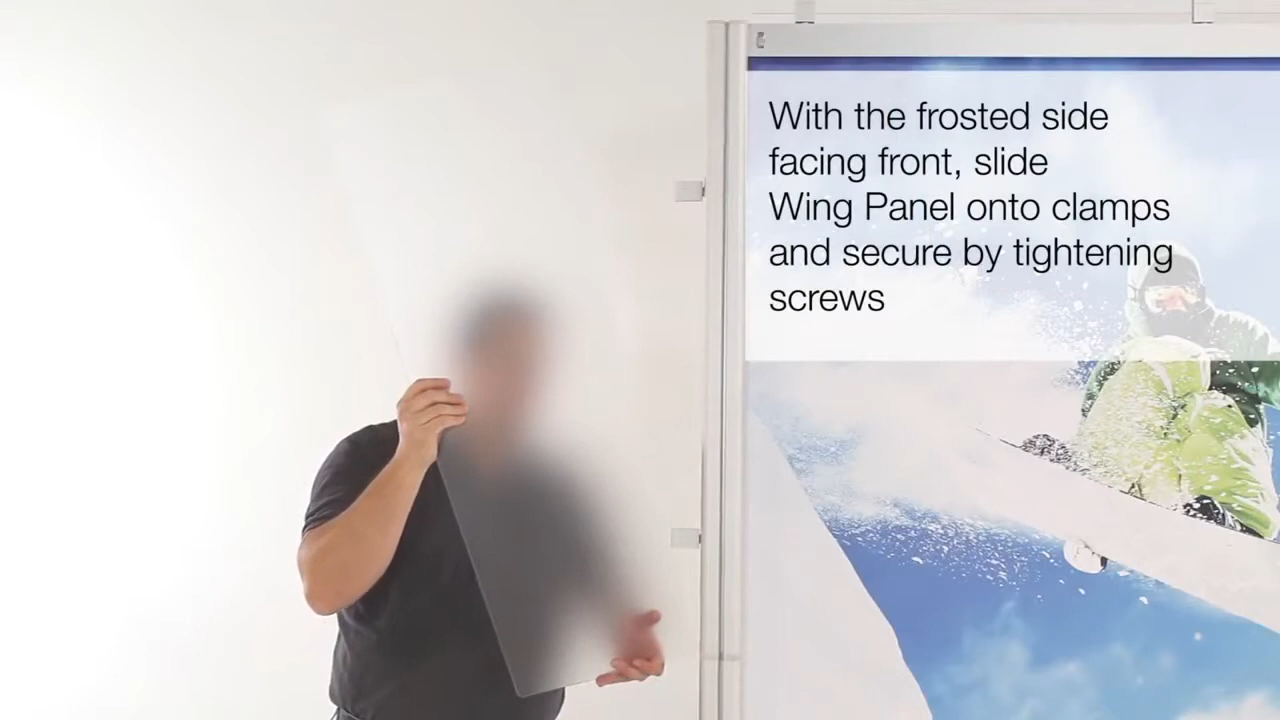 With the frosted side
facing front, slide
Wing Panel onto clamps
and secure by tightening
screws